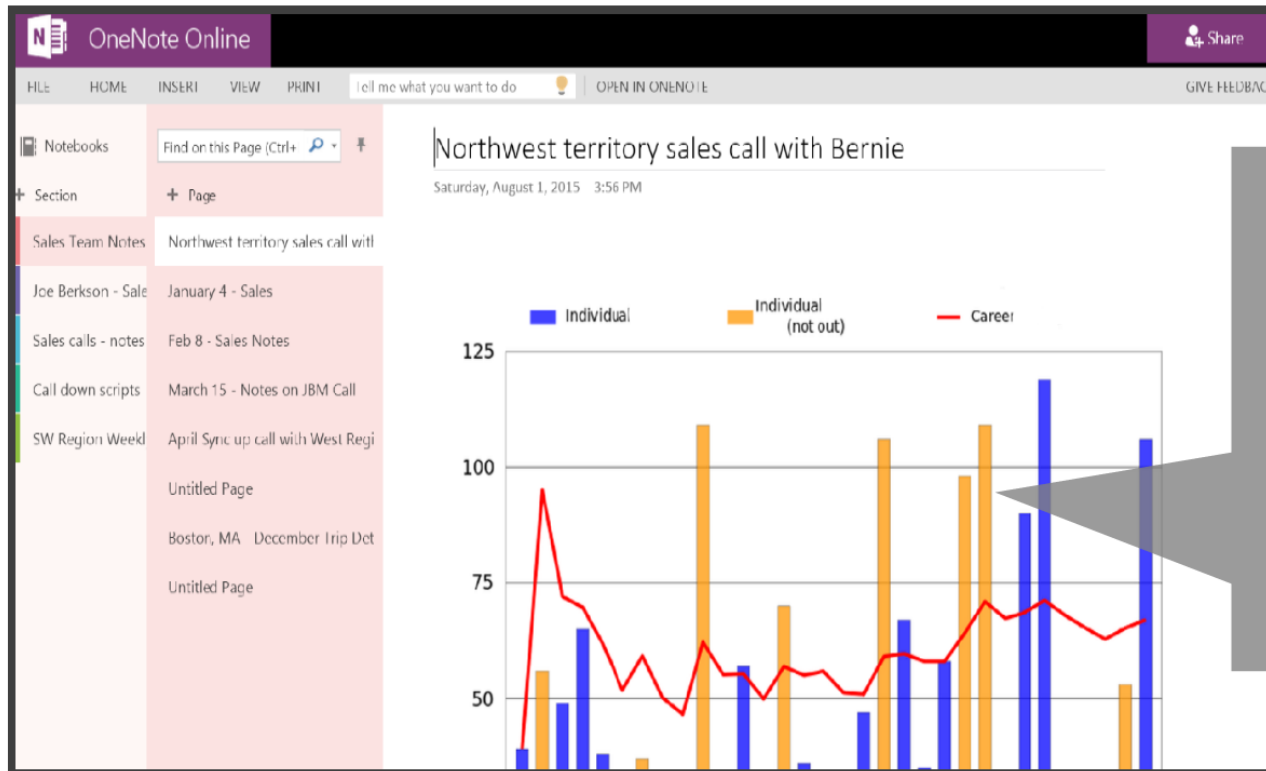 OneNote Online
Share
FILE HOME INSERT VIEW PRINT Tell me what you want to do OPEN IN ONENOTE GIVE FEEDBAC
Notebooks
Find on this Page (Ctrl+
+ Section
+ Page
Sales Team Notes
Joe Berkson - Sale
Sales calls - notes
Call down scripts
SW Region Weekl
Northwest territory sales call with
January 4 - Sales
Feb 8 - Sales Notes
March 15 - Notes on JBM Call
April Sync up call with West Regi
Untitled Page
Boston, MA December Trip Det
Untitled Page
Northwest territory sales call with Bernie
Saturday, August 1, 2015 3:56 PM
Individual
Individual
(not out)
Career
125
100
75
50